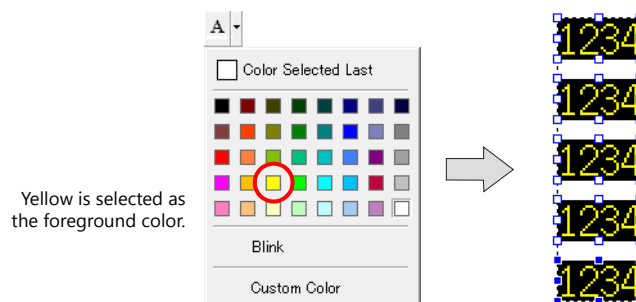 A
Color Selected Last
Yellow is selected as
the foreground color.
Blink
Custom Color
1234
1234
1234
1234
1234